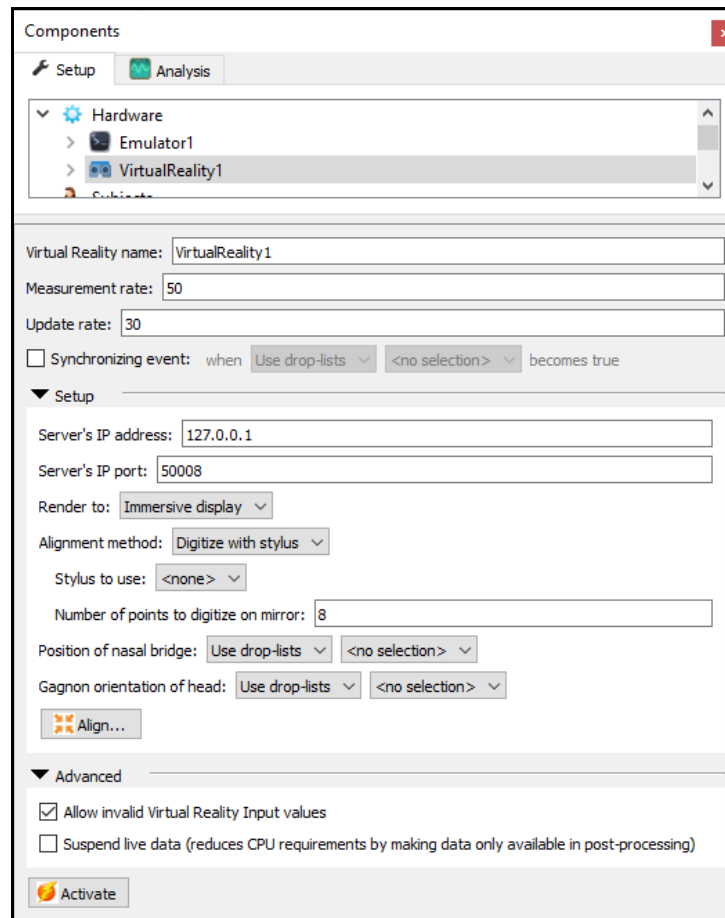 Components
Setup Analysis
Hardware
Emulator1
VirtualReality1
Subjects
Virtual Reality name: VirtualReality1
Measurement rate: 50
Update rate: 30
Synchronizing event: when Use drop-lists <no selection> becomes true
Setup
Server's IP address: 127.0.0.1
Server's IP port: 50008
Render to: Immersive display
Alignment method: Digitize with stylus
Stylus to use: <none>
Number of points to digitize on mirror: 8
Position of nasal bridge: Use drop-lists <no selection>
Gagnon orientation of head: Use drop-lists <no selection>
Align...
Advanced
Allow invalid Virtual Reality Input values
Suspend live data (reduces CPU requirements by making data only available in post-processing)
Activate